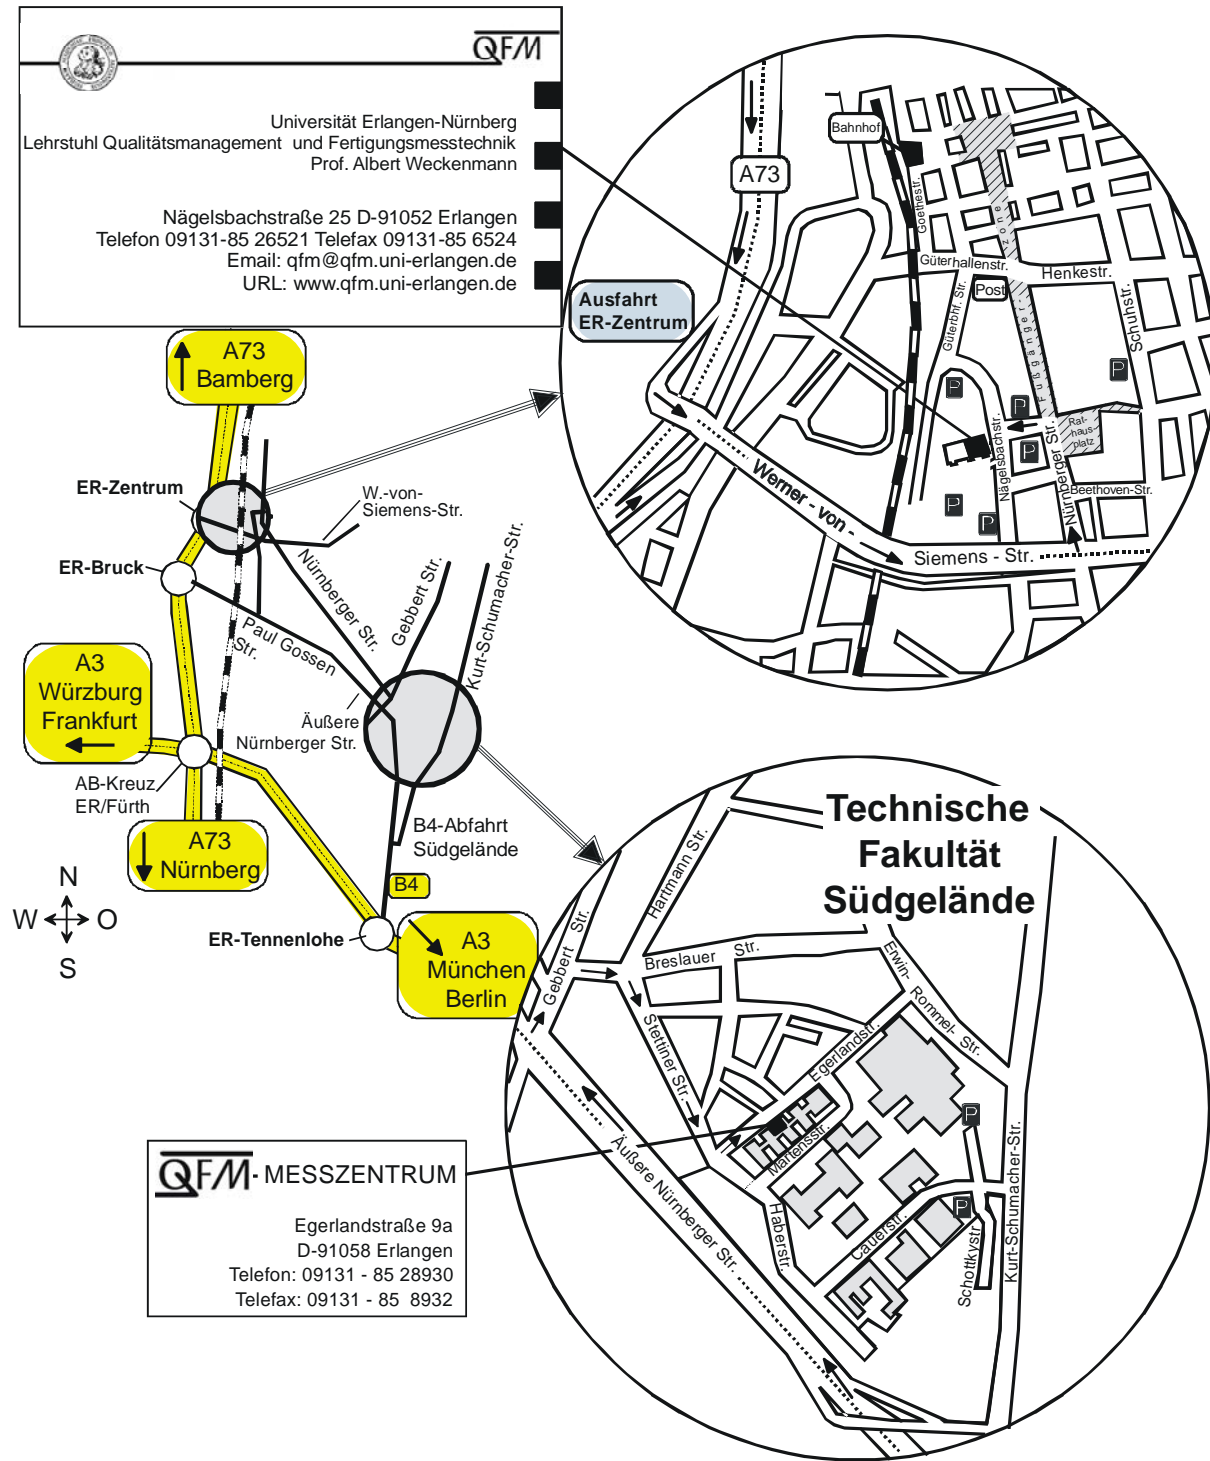 QFM
Universität Erlangen-Nürnberg
Lehrstuhl Qualitätsmanagement und Fertigungsmesstechnik
Prof. Albert Weckenmann
Nägelsbachstraße 25 D-91052 Erlangen
Telefon 09131-85 26521 Telefax 09131-85 6524
Email: qfm@qfm.uni-erlangen.de
URL: www.qfm.uni-erlangen.de
Bahnhof
A73
Goethestr.
Fußgänger-zone
Güterhallenstr.
Henkestr.
Post
Ausfahrt
ER-Zentrum
Güterbhf. Str.
Schuhstr.
P
P
P
Rat-
haus-
platz
P
Nägelsbachstr.
Nürnberger Str.
Beethoven-Str.
P
P
Werner - von -
Siemens - Str.
A73
Bamberg
ER-Zentrum
W.-von-
Siemens-Str.
ER-Bruck
Nürnberger Str.
Gebbert Str.
Kurt-Schumacher-Str.
Paul Gossen
Str.
A3
Würzburg
Frankfurt
Äußere
Nürnberger Str.
AB-Kreuz
ER/Fürth
A73
Nürnberg
B4-Abfahrt
Südgelände
B4
N
W O
S
ER-Tennenlohe
A3
München
Berlin
Technische
Fakultät
Südgelände
Hartmann Str.
Gebbert Str.
Breslauer Str.
Erwin-Rommel-Str.
Stettiner Str.
Egerlandstr.
P
Martensstr.
Äußere Nürnberger Str.
Haberstr.
Cauerstr.
P
Schottkystr
Kurt-Schumacher-Str.
QFM - MESSZENTRUM
Egerlandstraße 9a
D-91058 Erlangen
Telefon: 09131 - 85 28930
Telefax: 09131 - 85 8932